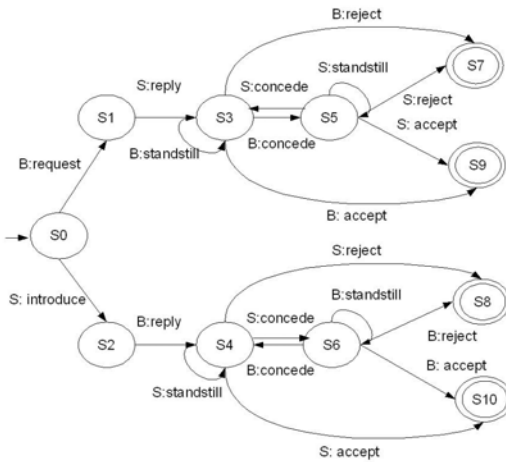 B:reject
S7
S:standstill
S:reply
S:concede
S:reject
S1
S3
S5
S: accept
B:standstill
B:concede
S9
B:request
B: accept
S0
S:reject
S: introduce
B:standstill
S8
B:reply
S:concede
B:reject
S2
S4
S6
B: accept
B:concede
S:standstill
S10
S: accept